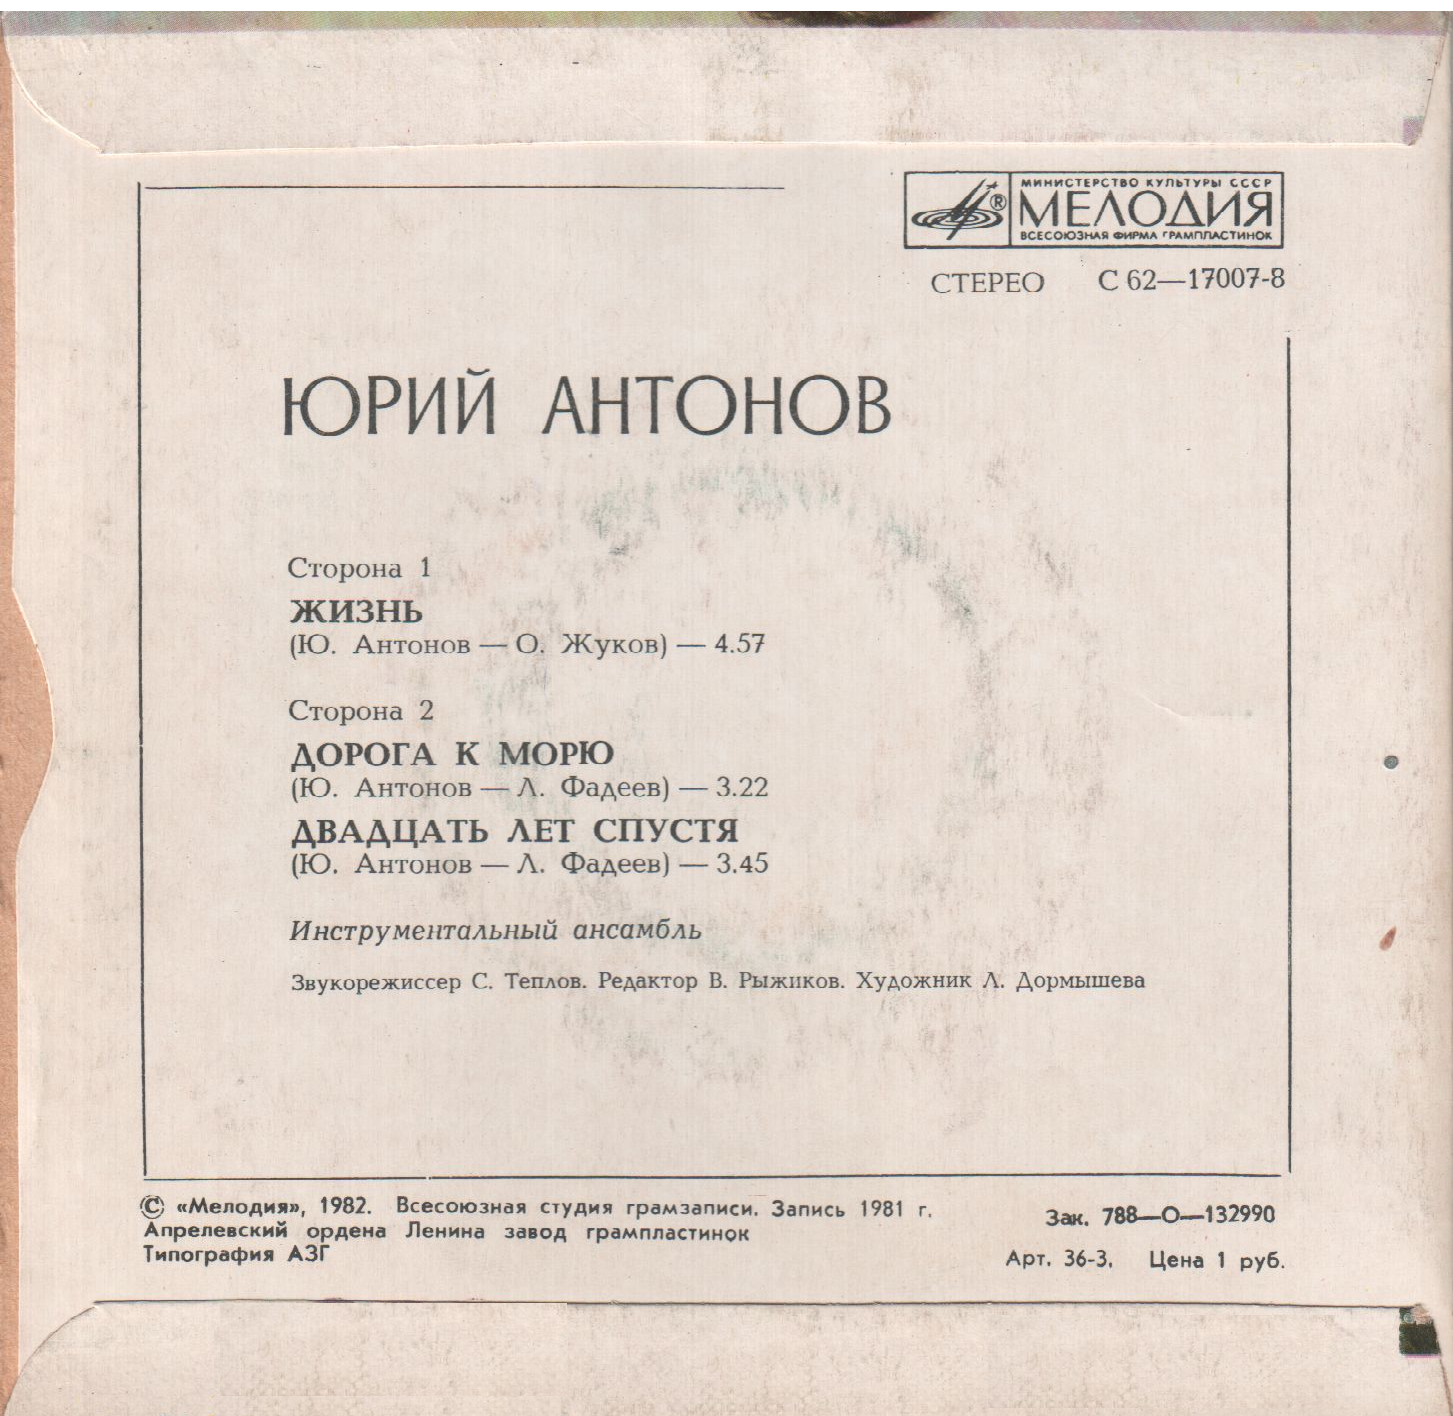 МИНИСТЕРСТВО КУЛЬТУРЫ СССР
® МЕЛОДИЯ
ВСЕСОЮЗНАЯ ФИРМА ГРАМПЛАСТИНОК
СТЕРЕО С 62—17007-8
ЮРИЙ АНТОНОВ
Сторона 1
ЖИЗНЬ
(Ю. Антонов — О. Жуков) — 4.57
Сторона 2
ДОРОГА К МОРЮ
(Ю. Антонов — Л. Фадеев) — 3.22
ДВАДЦАТЬ ЛЕТ СПУСТЯ
(Ю. Антонов — Л. Фадеев) — 3.45
Инструментальный ансамбль
Звукорежиссер С. Теплов. Редактор В. Рыжиков. Художник Л. Дормышева
© «Мелодия», 1982. Всесоюзная студия грамзаписи. Запись 1981 г.
Апрелевский ордена Ленина завод грампластинок
Типография АЗГ
Зак. 788—О—132990
Арт. 36-3. Цена 1 руб.